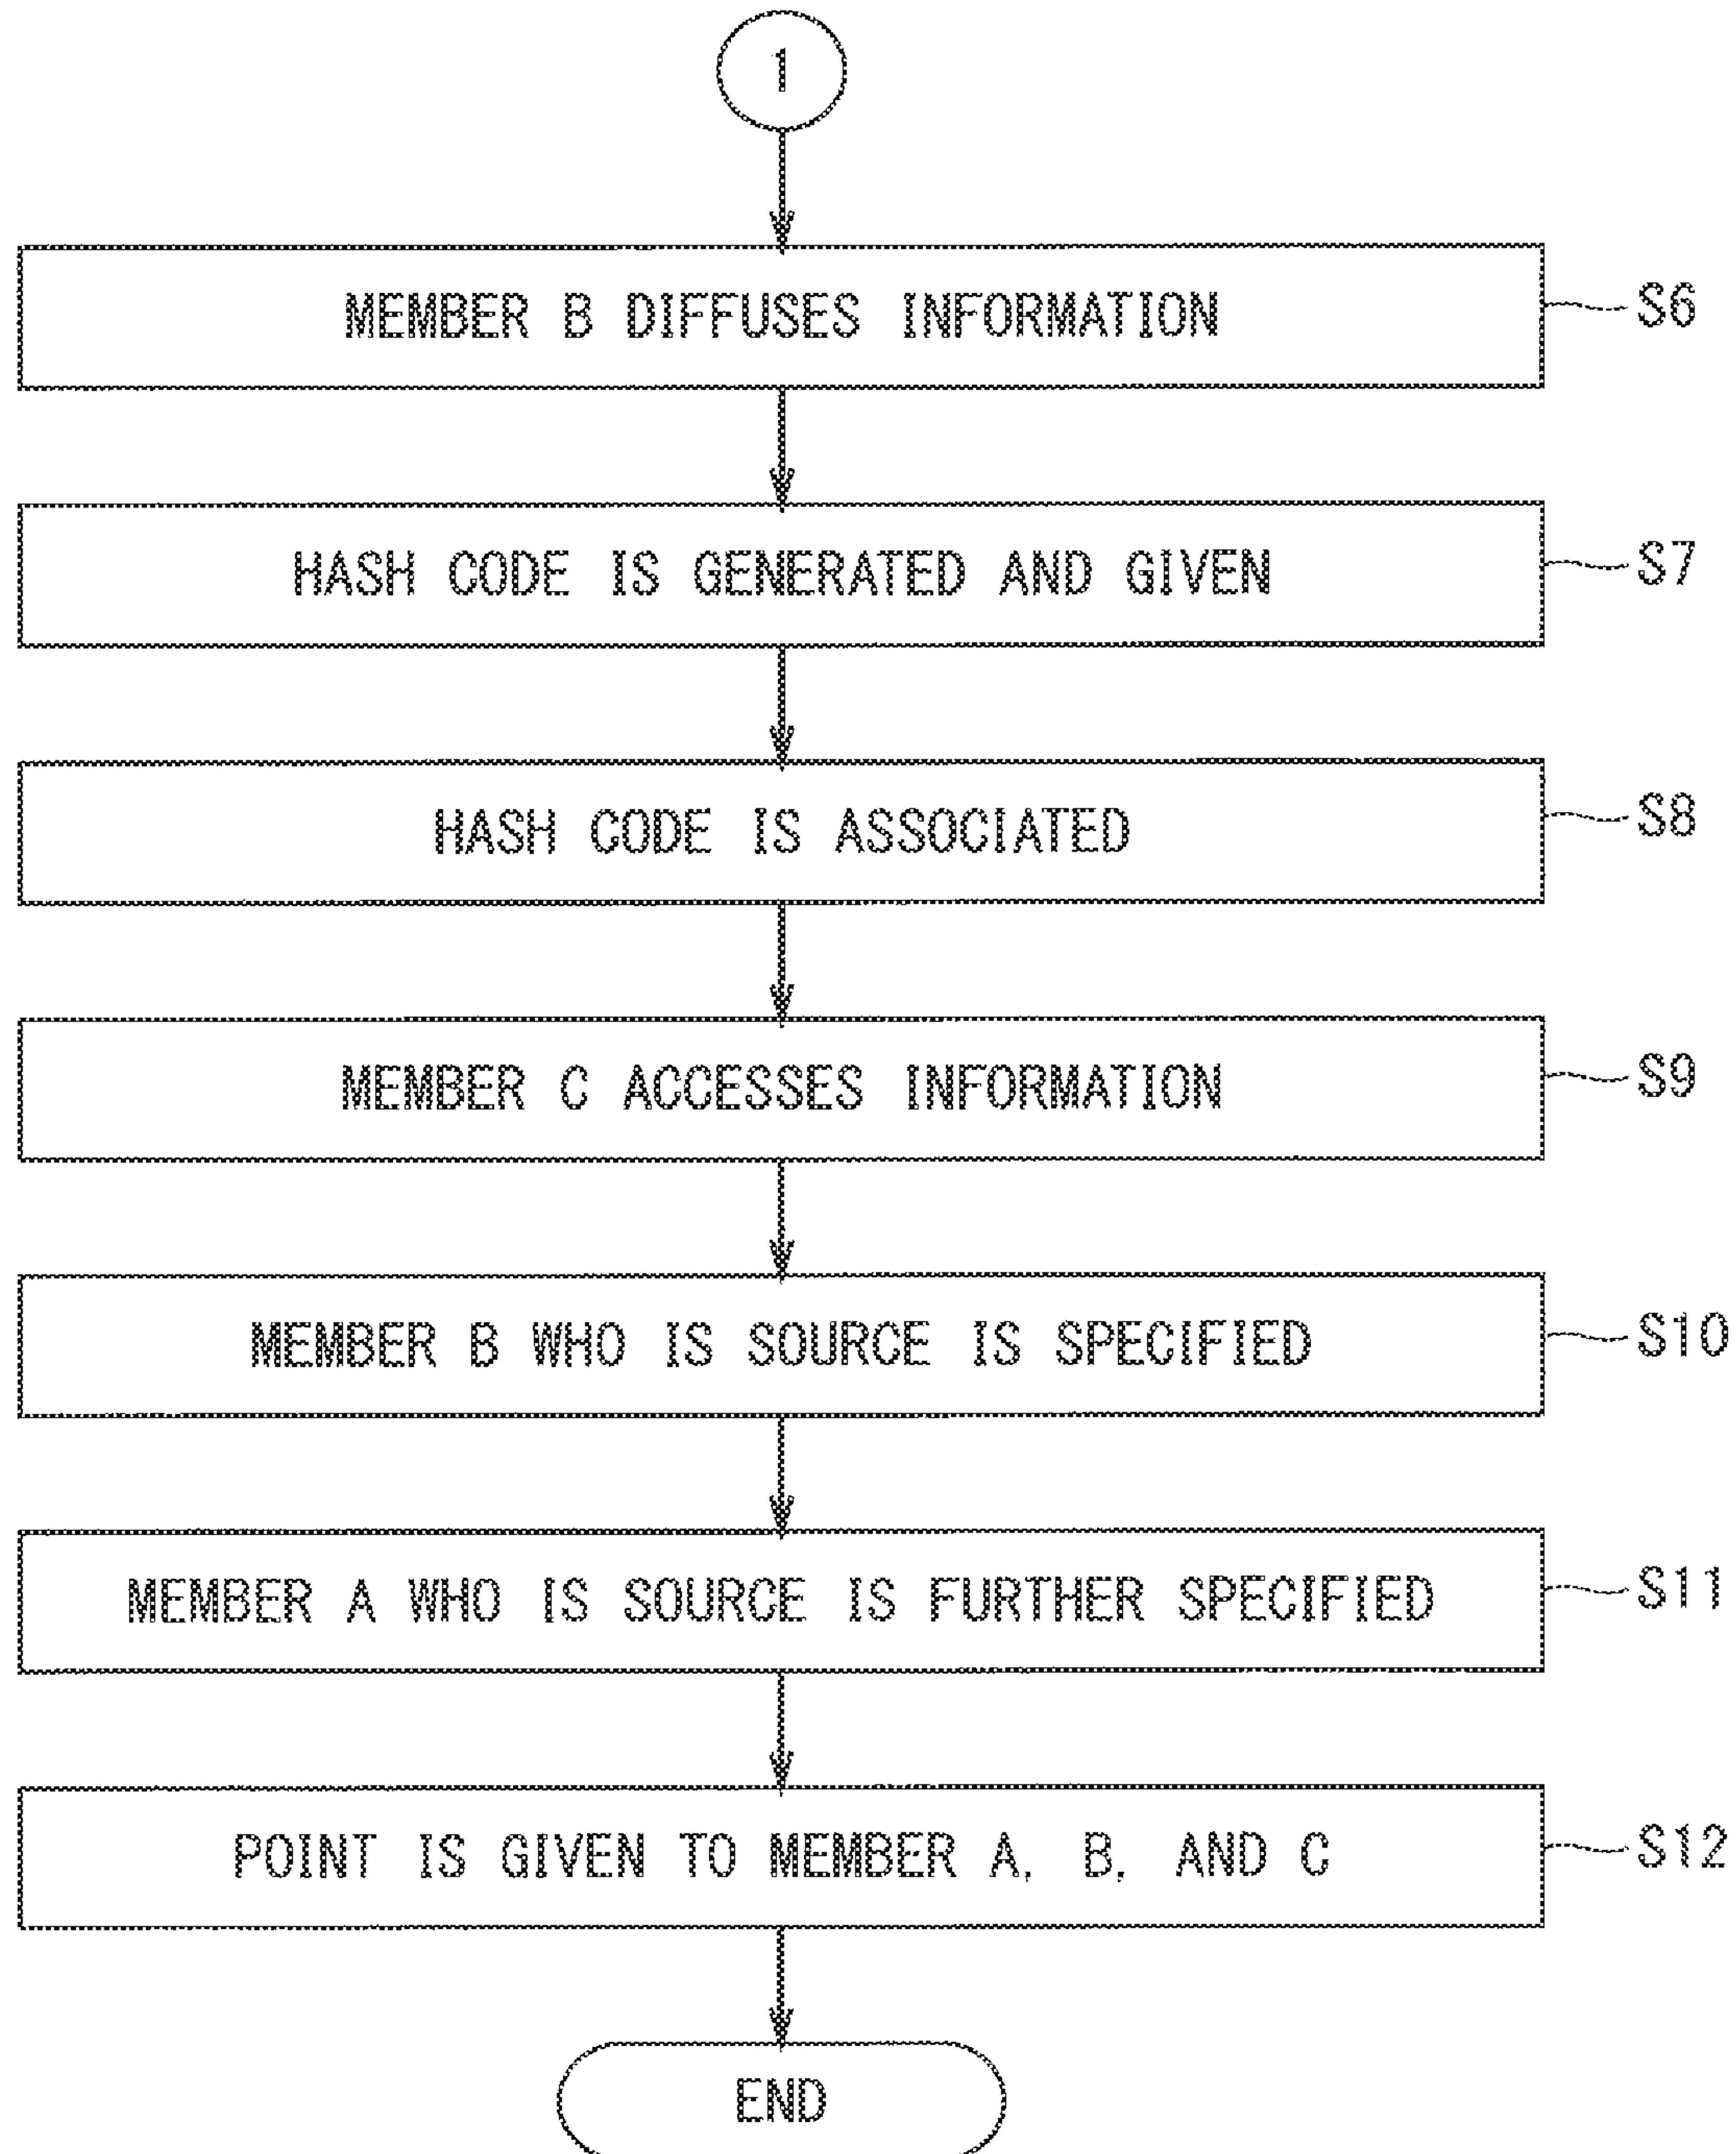 1
MEMBER B DIFFUSES INFORMATION
S6
HASH CODE IS GENERATED AND GIVEN
S7
HASH CODE IS ASSOCIATED
S8
MEMBER C ACCESSES INFORMATION
S9
MEMBER B WHO IS SOURCE IS SPECIFIED
S10
MEMBER A WHO IS SOURCE IS FURTHER SPECIFIED
S11
POINT IS GIVEN TO MEMBER A, B, AND C
S12
END